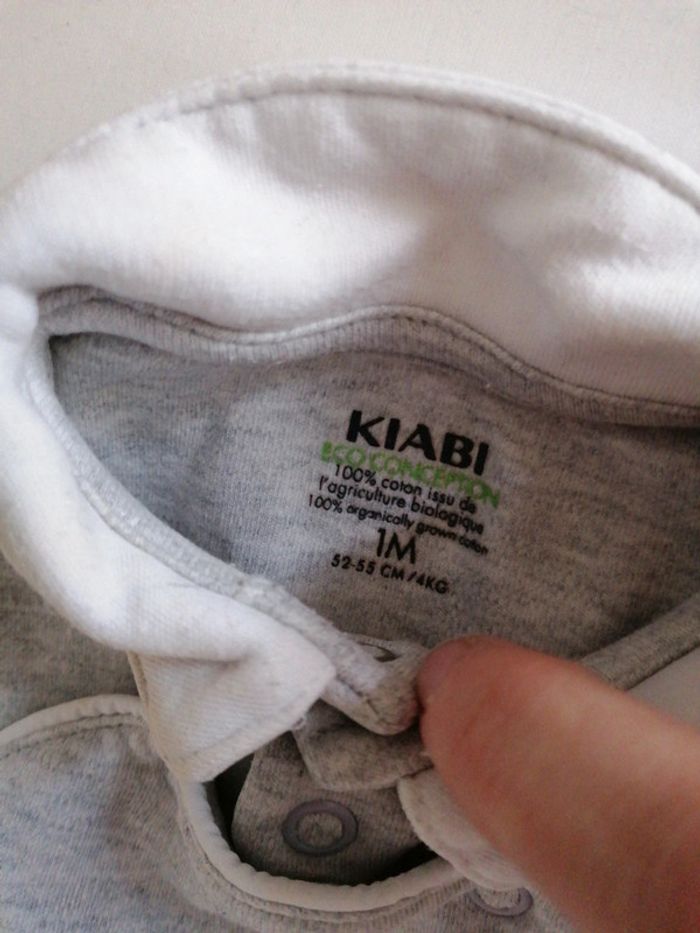 KIABI
ECO CONCEPTION
100% coton issu de
l'agriculture biologique
100% organically grown cotton
1M
52-55 CM/4KG